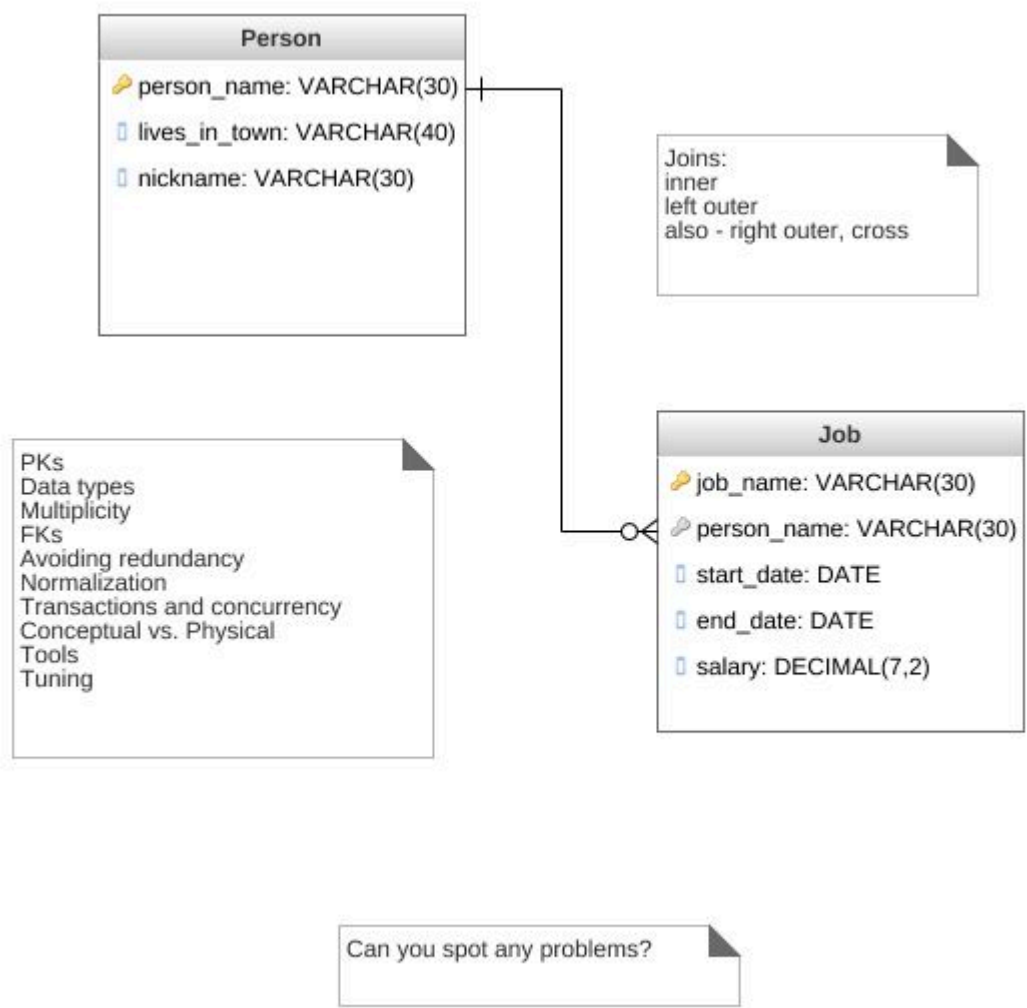 Person
person_name: VARCHAR(30)
lives_in_town: VARCHAR(40)
nickname: VARCHAR(30)
Joins:
inner
left outer
also - right outer, cross
Job
job_name: VARCHAR(30)
person_name: VARCHAR(30)
start_date: DATE
end_date: DATE
salary: DECIMAL(7,2)
PKs
Data types
Multiplicity
FKs
Avoiding redundancy
Normalization
Transactions and concurrency
Conceptual vs. Physical
Tools
Tuning
Can you spot any problems?